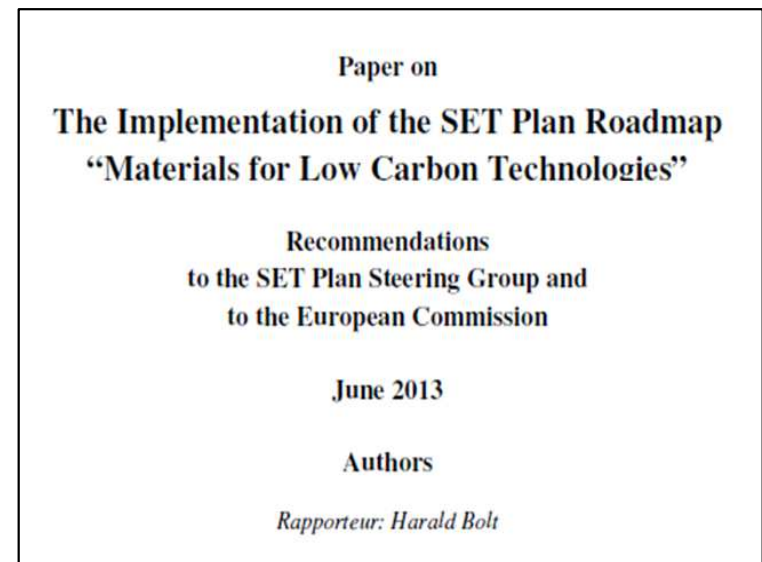 Paper on
The Implementation of the SET Plan Roadmap
“Materials for Low Carbon Technologies”
Recommendations
to the SET Plan Steering Group and
to the European Commission
June 2013
Authors
Rapporteur: Harald Bolt